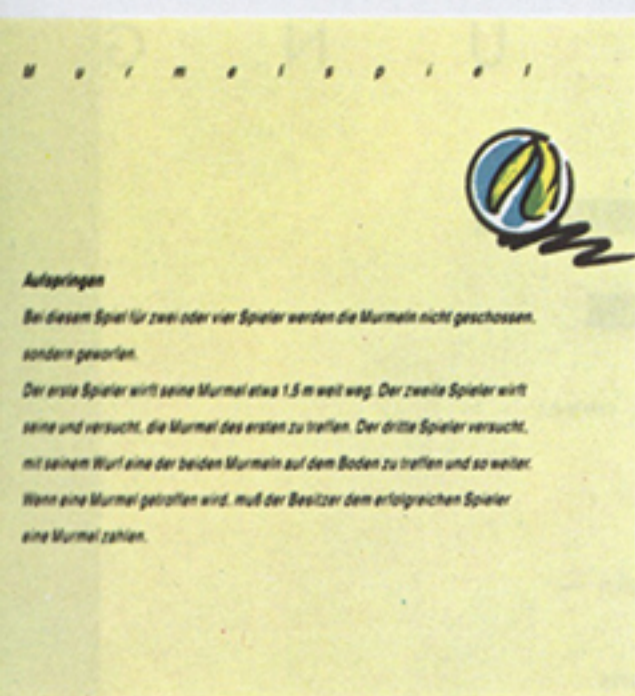 Murmelspiel
Aufspringen
Bei diesem Spiel für zwei oder vier Spieler werden die Murmeln nicht geschossen,
sondern geworfen.
Der erste Spieler wirft seine Murmel etwa 1,5 m weit weg. Der zweite Spieler wirft
seine und versucht, die Murmel des ersten zu treffen. Der dritte Spieler versucht,
mit seinem Wurf eine der beiden Murmeln auf dem Boden zu treffen und so weiter.
Wenn eine Murmel getroffen wird, muß der Besitzer dem erfolgreichen Spieler
eine Murmel zahlen.